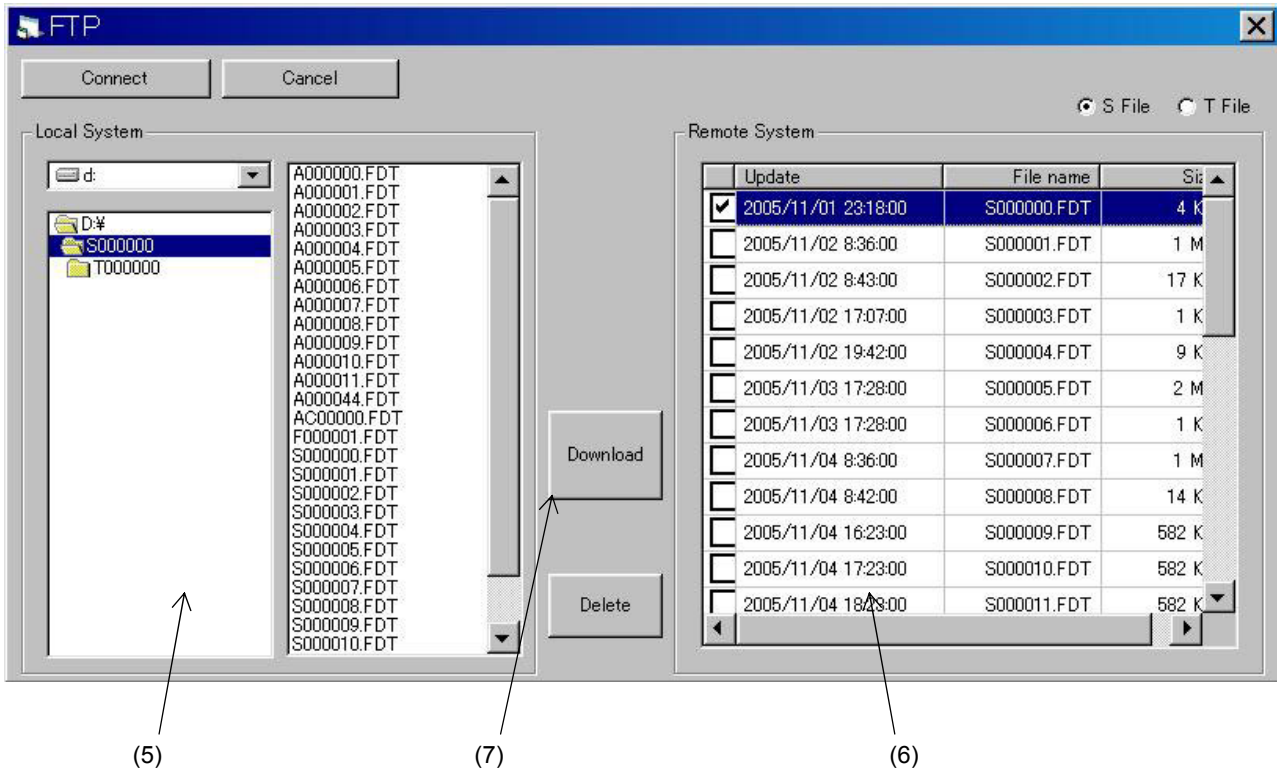 FTP
Connect Cancel
S File T File
Local System
d:
D:¥
S000000
T000000
A000000.FDT
A000001.FDT
A000002.FDT
A000003.FDT
A000004.FDT
A000005.FDT
A000006.FDT
A000007.FDT
A000008.FDT
A000009.FDT
A000010.FDT
A000011.FDT
A000044.FDT
AC00000.FDT
F000001.FDT
S000000.FDT
S000001.FDT
S000002.FDT
S000003.FDT
S000004.FDT
S000005.FDT
S000006.FDT
S000007.FDT
S000008.FDT
S000009.FDT
S000010.FDT
Download
Delete
Remote System
Update File name Siz
2005/11/01 23:18:00 S000000.FDT 4 K
2005/11/02 8:36:00 S000001.FDT 1 M
2005/11/02 8:43:00 S000002.FDT 17 K
2005/11/02 17:07:00 S000003.FDT 1 K
2005/11/02 19:42:00 S000004.FDT 9 K
2005/11/03 17:28:00 S000005.FDT 2 M
2005/11/03 17:28:00 S000006.FDT 1 K
2005/11/04 8:36:00 S000007.FDT 1 M
2005/11/04 8:42:00 S000008.FDT 14 K
2005/11/04 16:23:00 S000009.FDT 582 K
2005/11/04 17:23:00 S000010.FDT 582 K
2005/11/04 18:23:00 S000011.FDT 582 K
(5) (7) (6)